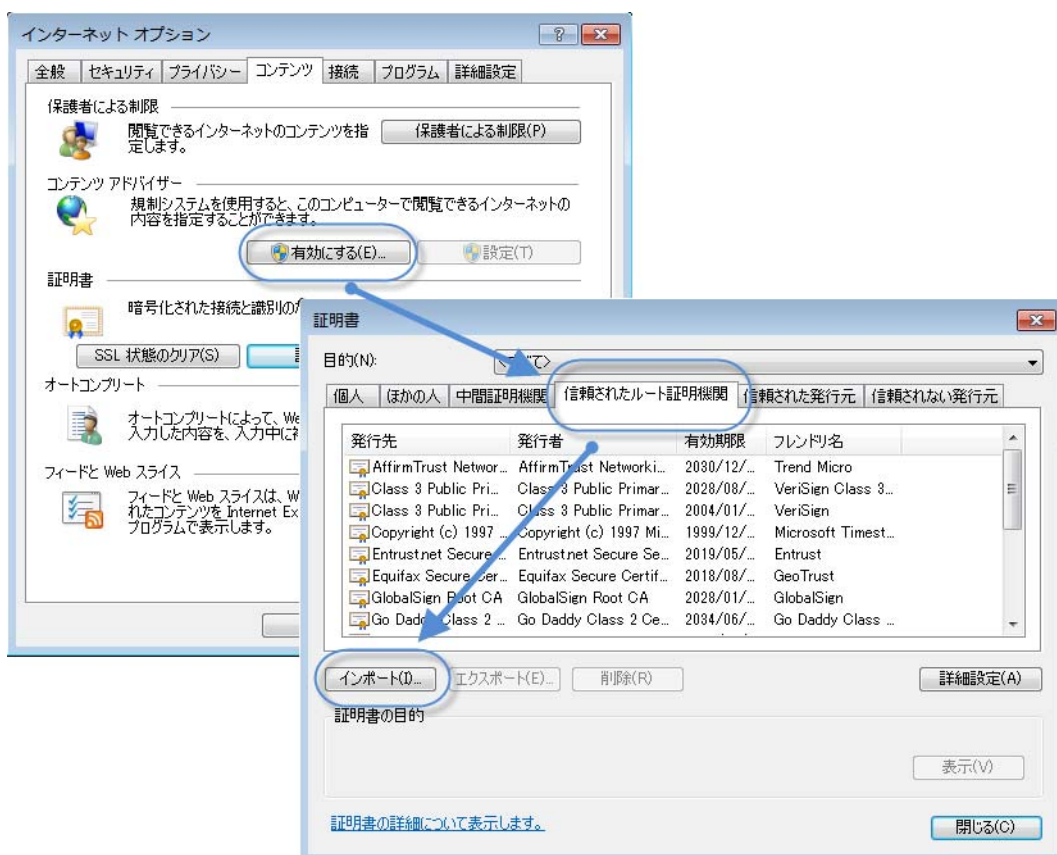 インターネット オプション
全般 セキュリティ プライバシー コンテンツ 接続 プログラム 詳細設定
保護者による制限
閲覧できるインターネットのコンテンツを指
定します。
保護者による制限(P)
コンテンツ アドバイザー
規制システムを使用すると、このコンピューターで閲覧できるインターネットの
内容を指定することができます。
有効にする(E)... 設定(T)
証明書
暗号化された接続と識別の
SSL 状態のクリア(S)
オートコンプリート
オートコンプリートによって、We
入力した内容を、入力中に
フィードと Web スライス
フィードと Web スライスは、W
れたコンテンツを Internet Ex
プログラムで表示します。
証明書
目的(N):
個人 ほかの人 中間証明機関 信頼されたルート証明機関 信頼された発行元 信頼されない発行元
発行先 発行者 有効期限 フレンドリ名
AffirmTrust Networ... AffirmTrust Networki... 2030/12/... Trend Micro
Class 3 Public Pri... Class 3 Public Primar... 2028/08/... VeriSign Class 3...
Class 3 Public Pri... Class 3 Public Primar... 2004/01/... VeriSign
Copyright (c) 1997 ... Copyright (c) 1997 Mi... 1999/12/... Microsoft Timest...
Entrust.net Secure ... Entrust.net Secure Se... 2019/05/... Entrust
Equifax Secure Cer... Equifax Secure Certif... 2018/08/... GeoTrust
GlobalSign Root CA GlobalSign Root CA 2028/01/... GlobalSign
Go Daddy Class 2 ... Go Daddy Class 2 Ce... 2034/06/... Go Daddy Class ...
インポート(I)... エクスポート(E)... 削除(R) 詳細設定(A)
証明書の目的
表示(V)
証明書の詳細について表示します。
閉じる(C)